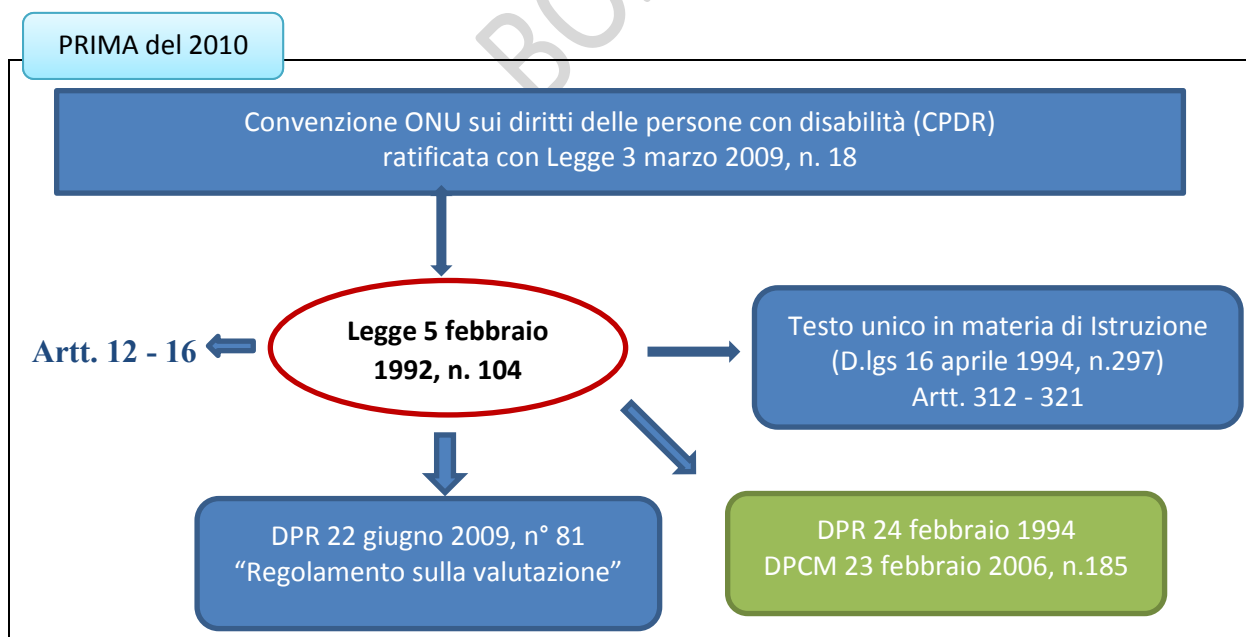 BO
PRIMA del 2010
Convenzione ONU sui diritti delle persone con disabilità (CPDR)
ratificata con Legge 3 marzo 2009, n. 18
Artt. 12 - 16
Legge 5 febbraio
1992, n. 104
Testo unico in materia di Istruzione
(D.lgs 16 aprile 1994, n.297)
Artt. 312 - 321
DPR 22 giugno 2009, n° 81
“Regolamento sulla valutazione”
DPR 24 febbraio 1994
DPCM 23 febbraio 2006, n.185